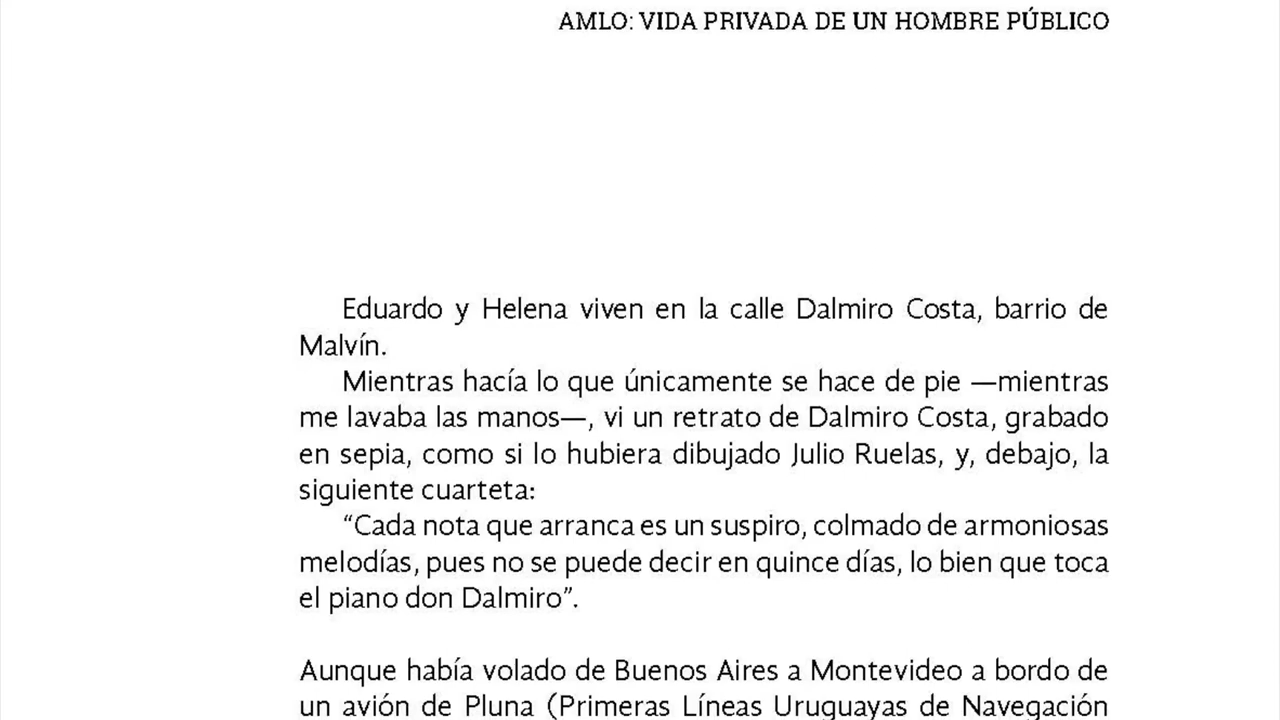 AMLO: VIDA PRIVADA DE UN HOMBRE PÚBLICO
Eduardo y Helena viven en la calle Dalmiro Costa, barrio de
Malvín.
Mientras hacía lo que únicamente se hace de pie —mientras
me lavaba las manos—, vi un retrato de Dalmiro Costa, grabado
en sepia, como si lo hubiera dibujado Julio Ruelas, y, debajo, la
siguiente cuarteta:
“Cada nota que arranca es un suspiro, colmado de armoniosas
melodías, pues no se puede decir en quince días, lo bien que toca
el piano don Dalmiro”.
Aunque había volado de Buenos Aires a Montevideo a bordo de
un avión de Pluna (Primeras Líneas Uruguayas de Navegación